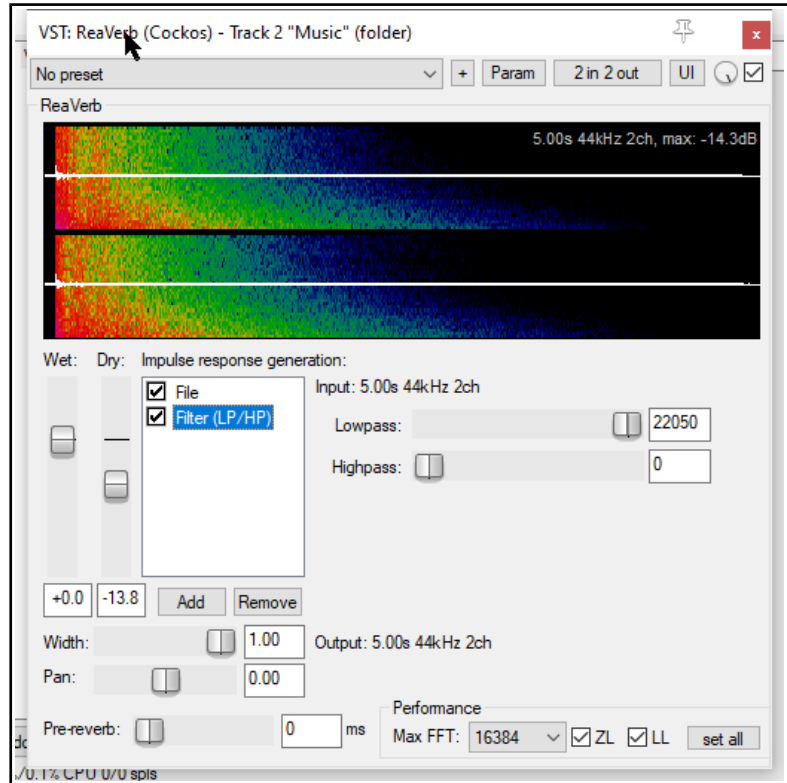 VST: ReaVerb (Cockos) - Track 2 "Music" (folder)
x
No preset
+
Param
2 in 2 out
UI
ReaVerb
5.00s 44kHz 2ch, max: -14.3dB
Wet: Dry: Impulse response generation:
File
Filter (LP/HP)
Input: 5.00s 44kHz 2ch
Lowpass: 22050
Highpass: 0
+0.0 -13.8 Add Remove
Width: 1.00 Output: 5.00s 44kHz 2ch
Pan: 0.00
Performance
Pre-reverb: 0 ms Max FFT: 16384 ZL LL set all
/0.1% CPU 0/0 spls